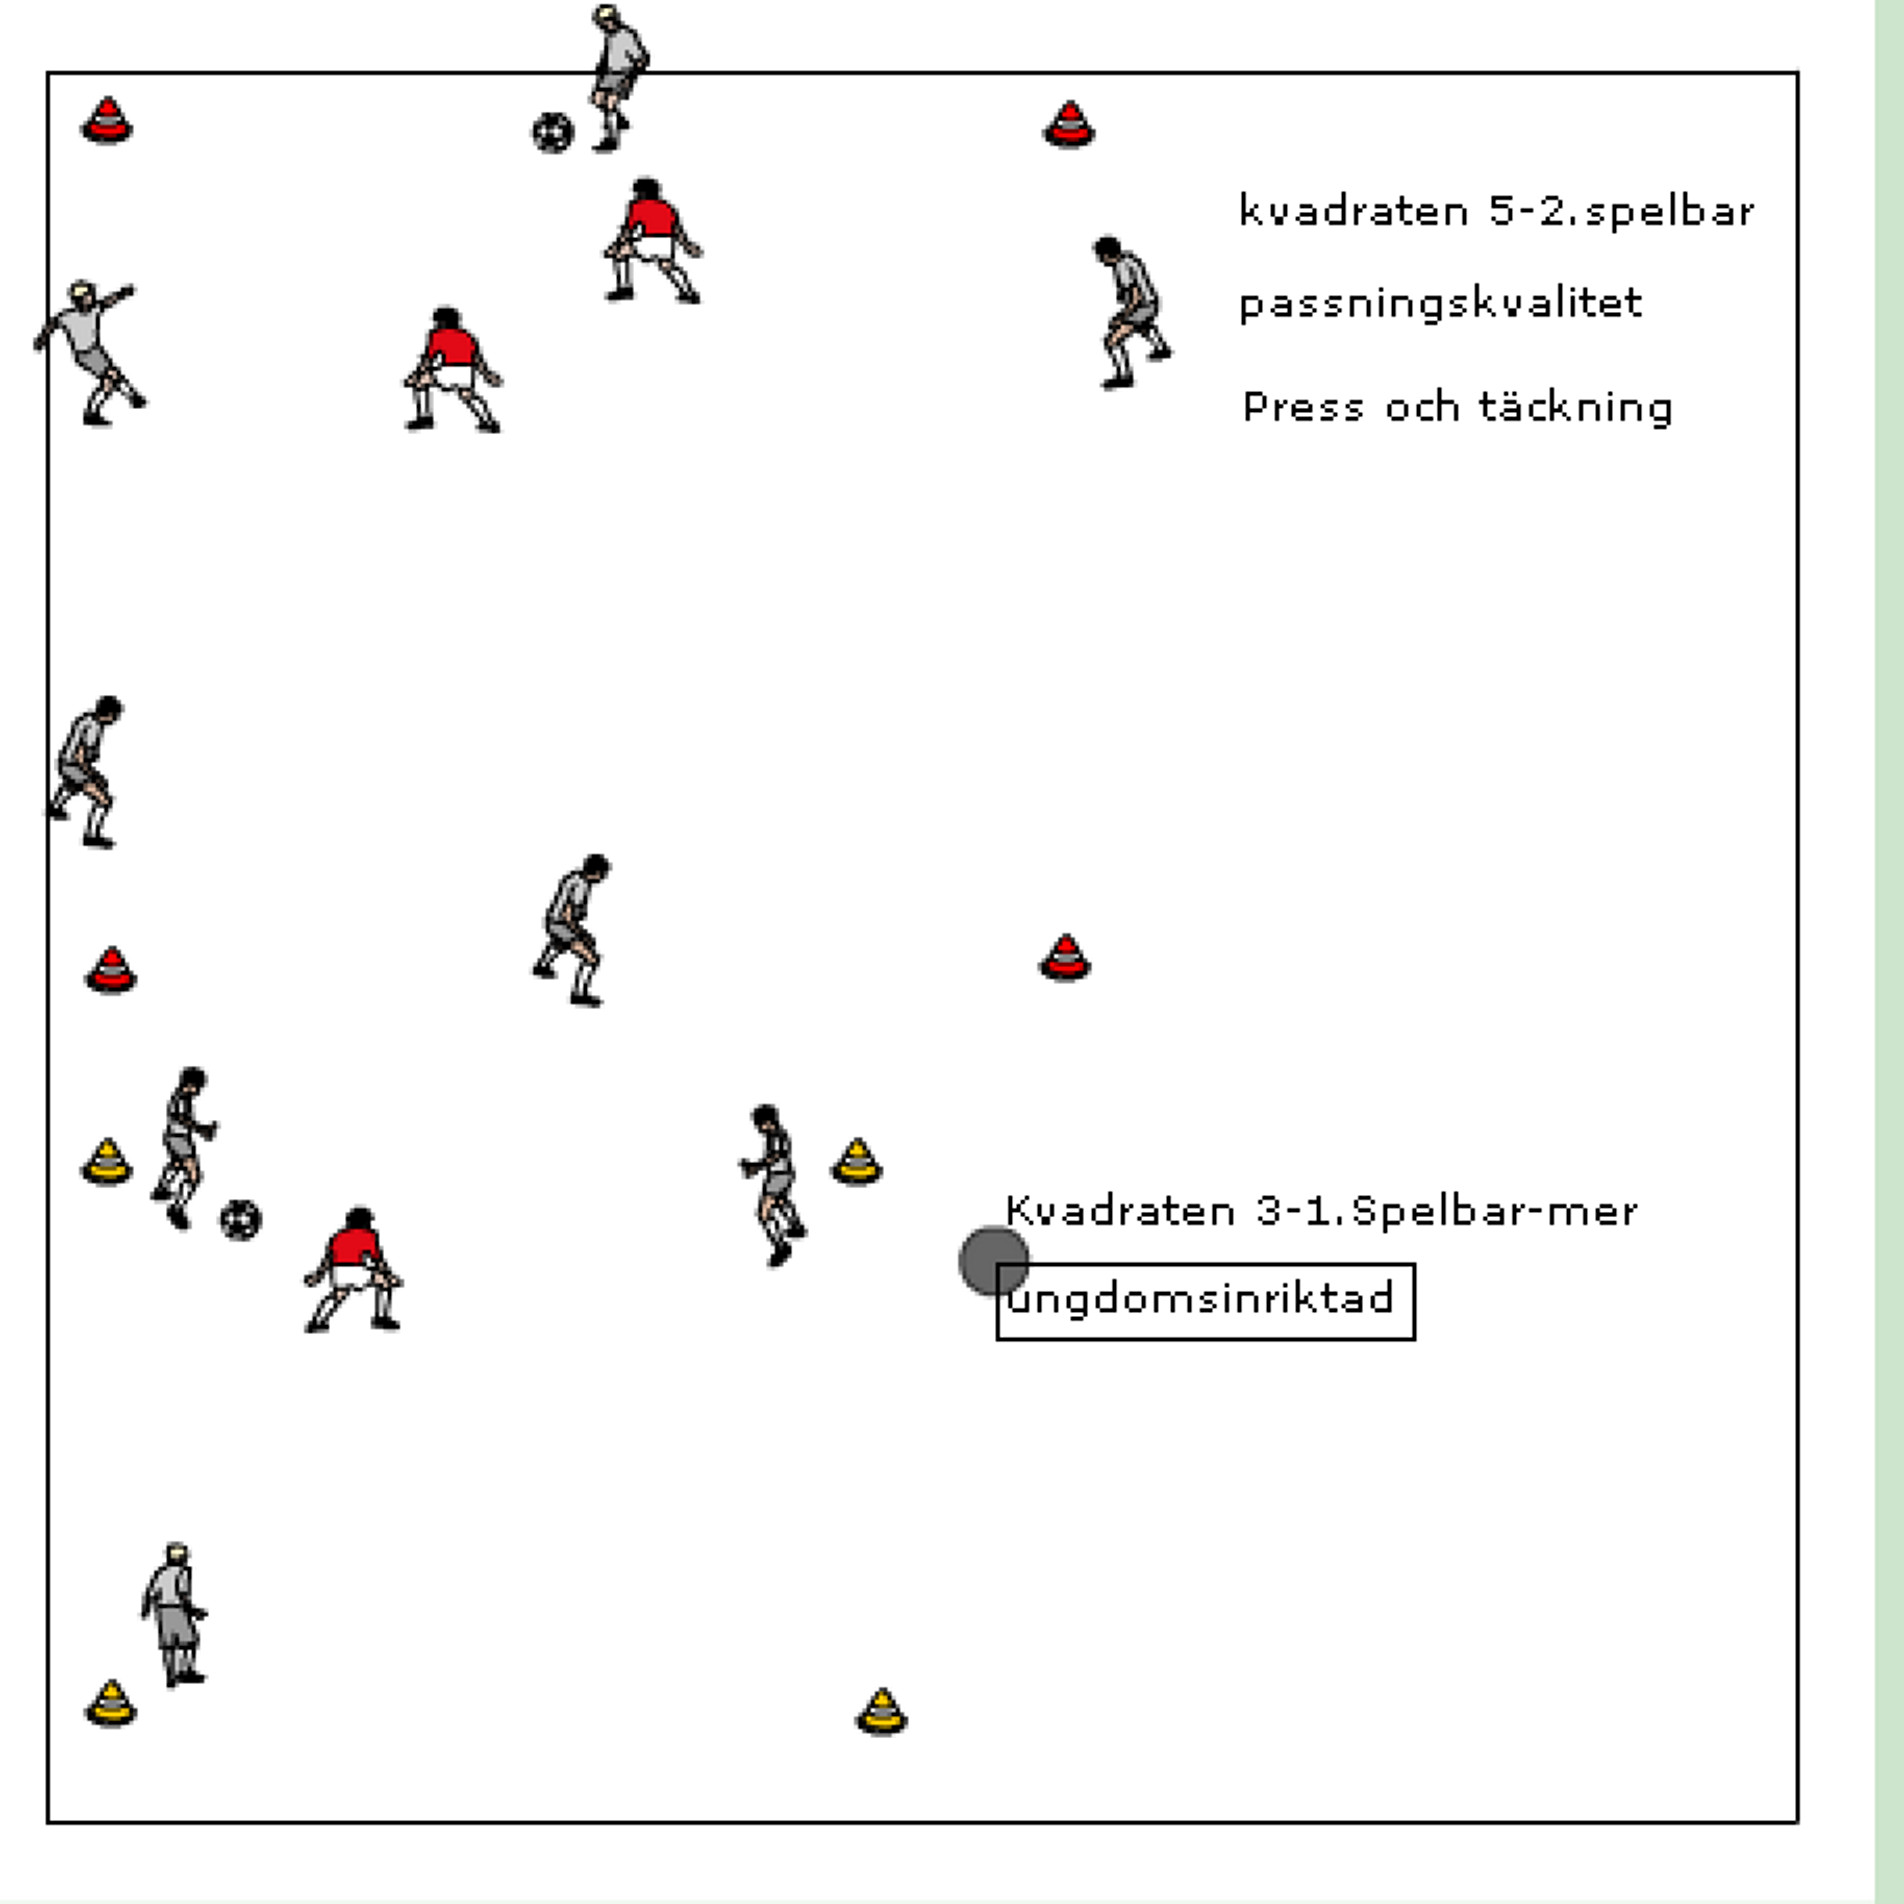 kvadraten 5-2.spelbar
passningskvalitet
Press och täckning
Kvadraten 3-1.Spelbar-mer
ungdomsinriktad